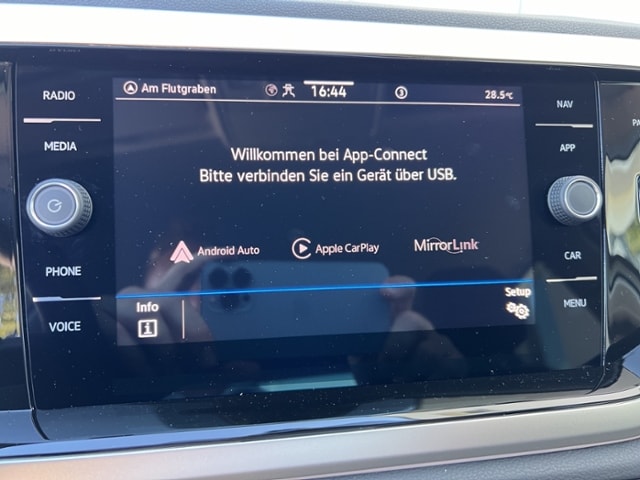 RADIO
MEDIA
PHONE
VOICE
Am Flutgraben
16:44
3
28.5°C
Willkommen bei App-Connect
Bitte verbinden Sie ein Gerät über USB.
Android Auto
Apple CarPlay
MirrorLink
Info
i
Setup
NAV
APP
CAR
MENU